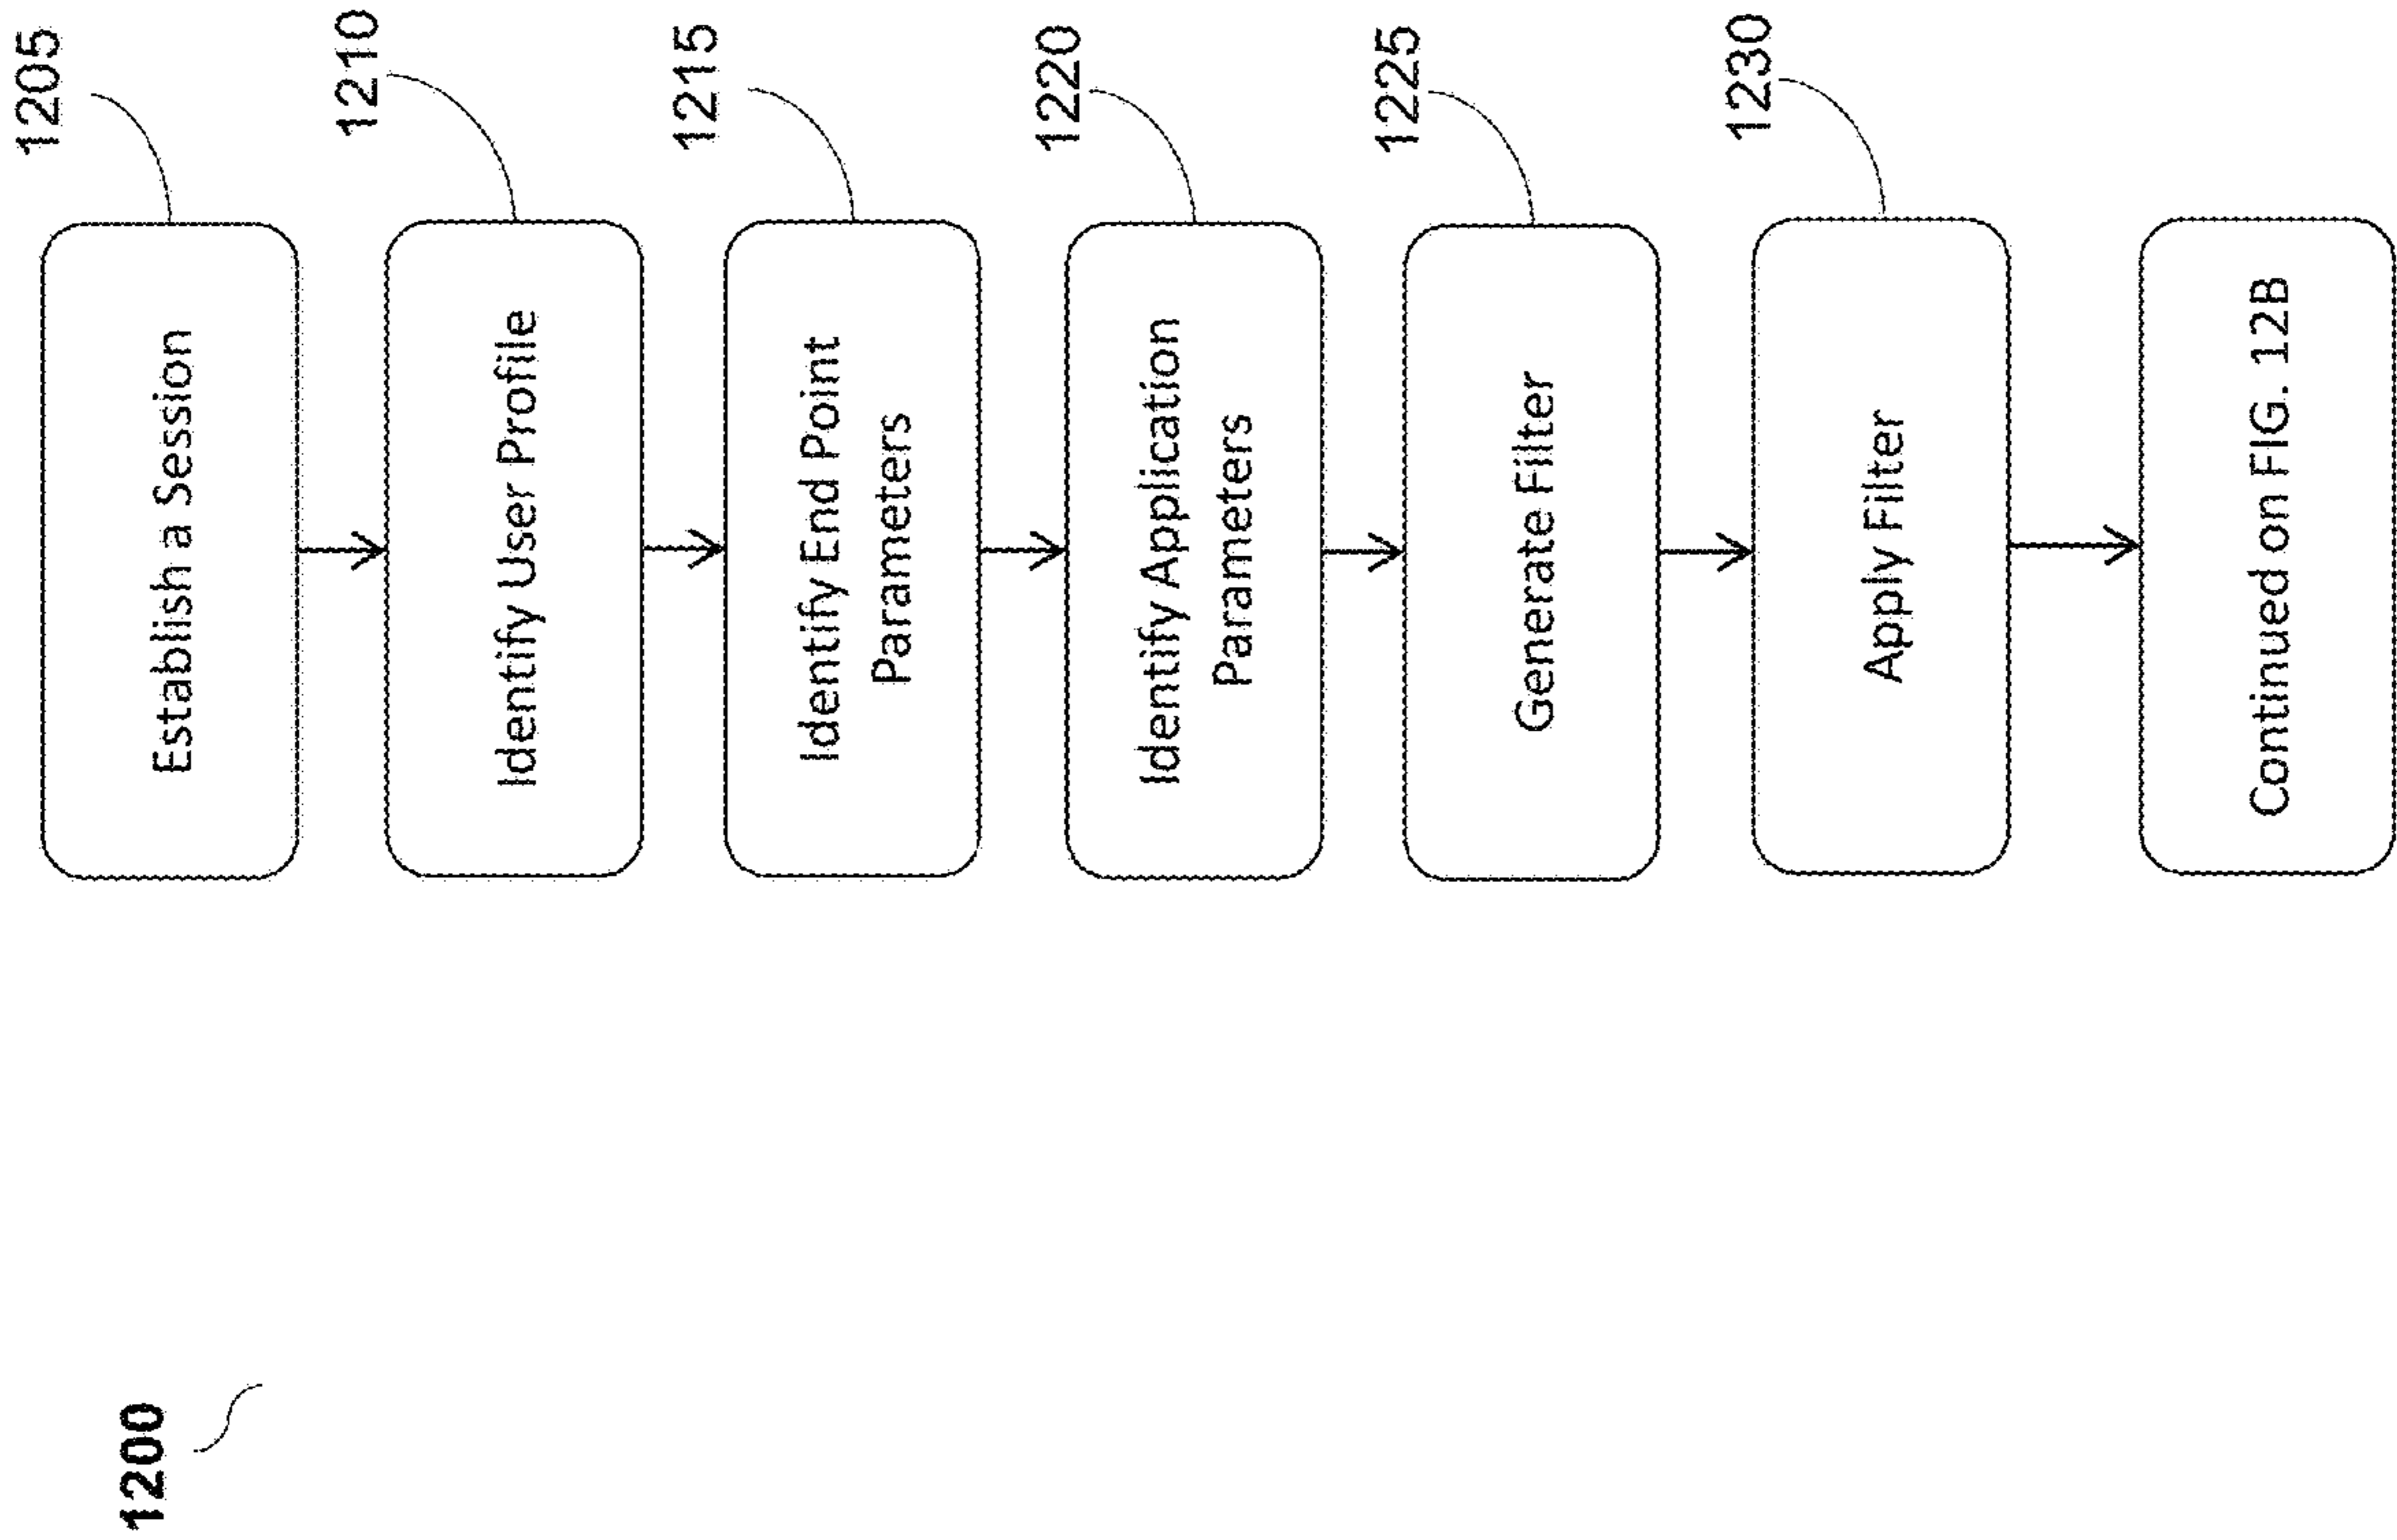 1200
Establish a Session
1205
Identify User Profile
1210
Identify End Point
Parameters
1215
Identify Application
Parameters
1220
Generate Filter
1225
Apply Filter
1230
Continued on FIG. 12B